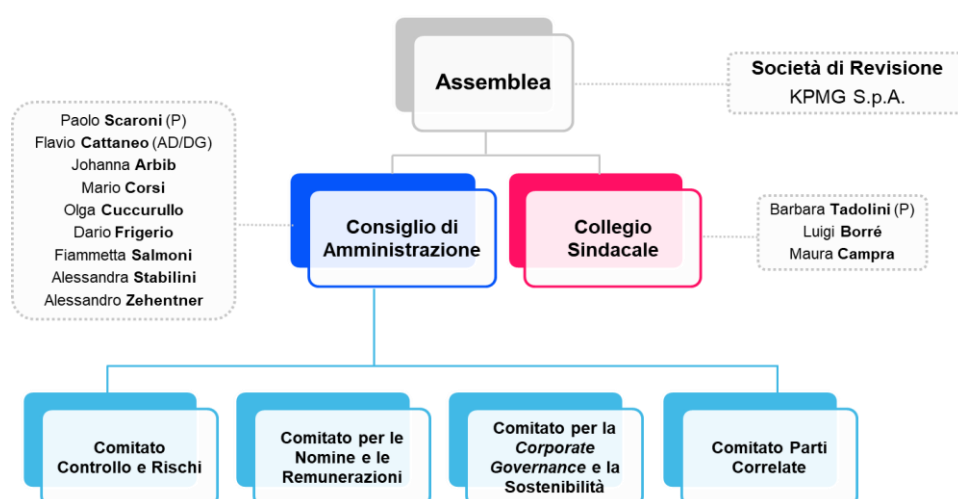 Assemblea
Società di Revisione
KPMG S.p.A.
Paolo Scaroni (P)
Flavio Cattaneo (AD/DG)
Johanna Arbib
Mario Corsi
Olga Cuccurullo
Dario Frigerio
Fiammetta Salmoni
Alessandra Stabilini
Alessandro Zehentner
Consiglio di
Amministrazione
Collegio
Sindacale
Barbara Tadolini (P)
Luigi Borré
Maura Campra
Comitato
Controllo e Rischi
Comitato per le
Nomine e le
Remunerazioni
Comitato per la
Corporate
Governance e la
Sostenibilità
Comitato Parti
Correlate